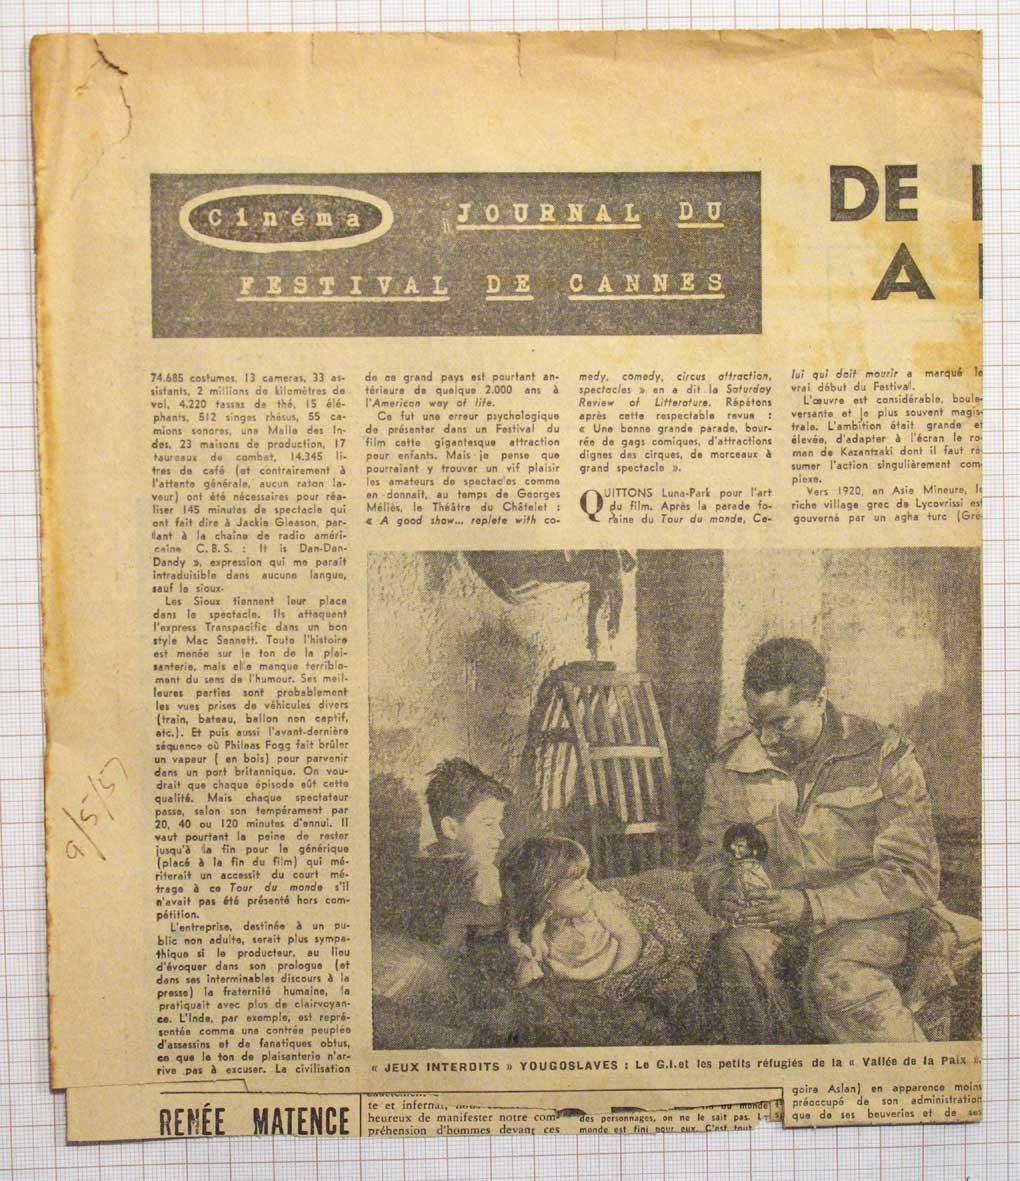 Cinéma
JOURNAL DU
FESTIVAL DE CANNES
DE
A
74.685 costumes, 13 cameras, 33 as-
sistants, 2 millions de kilomètres de
vol, 4.220 tasses de thé, 15 élé-
phants, 512 singes rhésus, 55 ca-
mions sonores, une Malle des In-
des, 23 maisons de production, 17
taureaux de combat, 14.345 li-
tres de café (et contrairement à
l'attente générale, aucun raton la-
veur) ont été nécessaires pour réa-
liser 145 minutes de spectacle qui
ont fait dire à Jackie Gleason, par-
lant à la chaîne de radio améri-
caine C.B.S. : It is Dan-Dan-
Dandy », expression qui me paraît
intraduisible dans aucune langue,
sauf le sioux.
Les Sioux tiennent leur place
dans le spectacle. Ils attaquent
l'express Transpacific dans un bon
style Mac Sennett. Toute l'histoire
est menée sur le ton de la plai-
santerie, mais elle manque terrible-
ment du sens de l'humour. Ses meil-
leures parties sont probablement
les vues prises de véhicules divers
(train, bateau, ballon non captif,
etc.). Et puis aussi l'avant-dernière
séquence où Phileas Fogg fait brûler
un vapeur ( en bois) pour parvenir
dans un port britannique. On vou-
drait que chaque épisode eût cette
qualité. Mais chaque spectateur
passe, selon son tempérament par
20, 40 ou 120 minutes d'ennui. Il
vaut pourtant la peine de rester
jusqu'à la fin pour le générique
(placé à la fin du film) qui mé-
riterait un accessit du court mé-
trage à ce Tour du monde s'il
n'avait pas été présenté hors com-
pétition.
L'entreprise, destinée à un pu-
blic non adulte, serait plus sympa-
thique si le producteur, au lieu
d'évoquer dans son prologue (et
dans ses interminables discours à la
presse) la fraternité humaine, la
pratiquait avec plus de clairvoyan-
ce. L'Inde, par exemple, est repré-
sentée comme une contrée peuplée
d'assassins et de fanatiques obtus,
ce que le ton de plaisanterie n'ar-
rive pas à excuser. La civilisation
de ce grand pays est pourtant an-
térieure de quelque 2.000 ans à
l'American way of life.
Ce fut une erreur psychologique
de présenter dans un Festival du
film cette gigantesque attraction
pour enfants. Mais je pense que
pourraient y trouver un vif plaisir
les amateurs de spectacles comme
en donnait, au temps de Georges
Méliès, le Théâtre du Châtelet :
« A good show... replete with co-
medy, comedy, circus attraction,
spectacles » en a dit la Saturday
Review of Litterature. Répétons
après cette respectable revue :
« Une bonne grande parade, bour-
rée de gags comiques, d'attractions
dignes des cirques, de morceaux à
grand spectacle ».
QUITTONS Luna-Park pour l'art
du film. Après la parade fo-
raine du Tour du monde, Ce-
lui qui doit mourir a marqué le
vrai début du Festival.
L'œuvre est considérable, boule-
versante et le plus souvent magis-
trale. L'ambition était grande et
élevée, d'adapter à l'écran le ro-
man de Kazantzaki dont il faut ré-
sumer l'action singulièrement com-
plexe.
Vers 1920, en Asie Mineure, le
riche village grec de Lycovrissi est
gouverné par un agha turc (Gré-
« JEUX INTERDITS » YOUGOSLAVES : Le G.I. et les petits réfugiés de la « Vallée de la Paix ».
goire Aslan) en apparence moins
préoccupé de son administration
que de ses beuveries et de ses
9/5/57
RENÉE MATENCE
te et infernal,
heureux de manifester notre com-
préhension d'hommes devant ces
du monde
des personnages, on ne le sait pas.
monde est fini pour eux. C'est tout